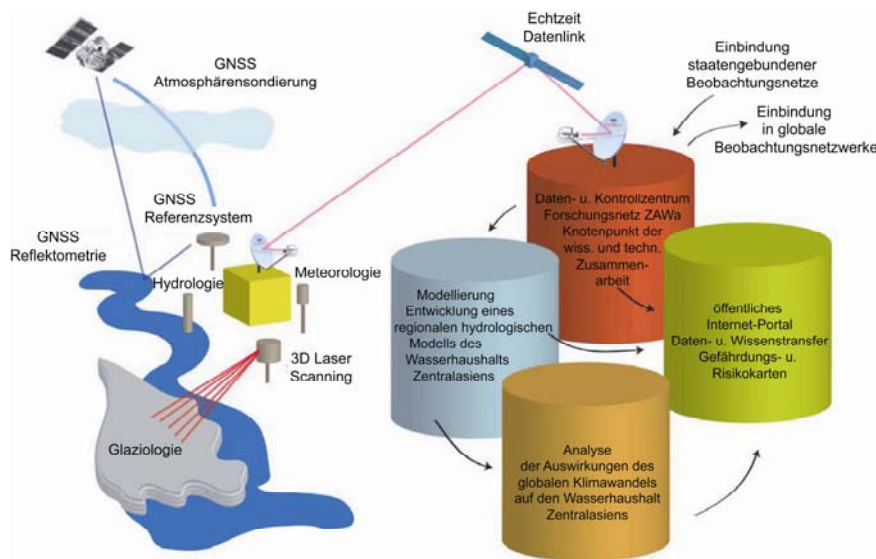 GNSS
Atmosphärensondierung
Echtzeit
Datenlink
Einbindung
staatengebundener
Beobachtungsnetze
Einbindung
in globale
Beobachtungsnetzwerke
GNSS
Referenzsystem
GNSS
Reflektometrie
Hydrologie
Meteorologie
3D Laser
Scanning
Glaziologie
Daten- u. Kontrollzentrum
Forschungsnetz ZAWa
Knotenpunkt der
wiss. und techn.
Zusammen-
arbeit
Modellierung
Entwicklung eines
regionalen hydrologischen
Modells des
Wasserhaushalts
Zentralasiens
öffentliches
Internet-Portal
Daten- u. Wissenstransfer
Gefährdungs- u.
Risikokarten
Analyse
der Auswirkungen des
globalen Klimawandels
auf den Wasserhaushalt
Zentralasiens